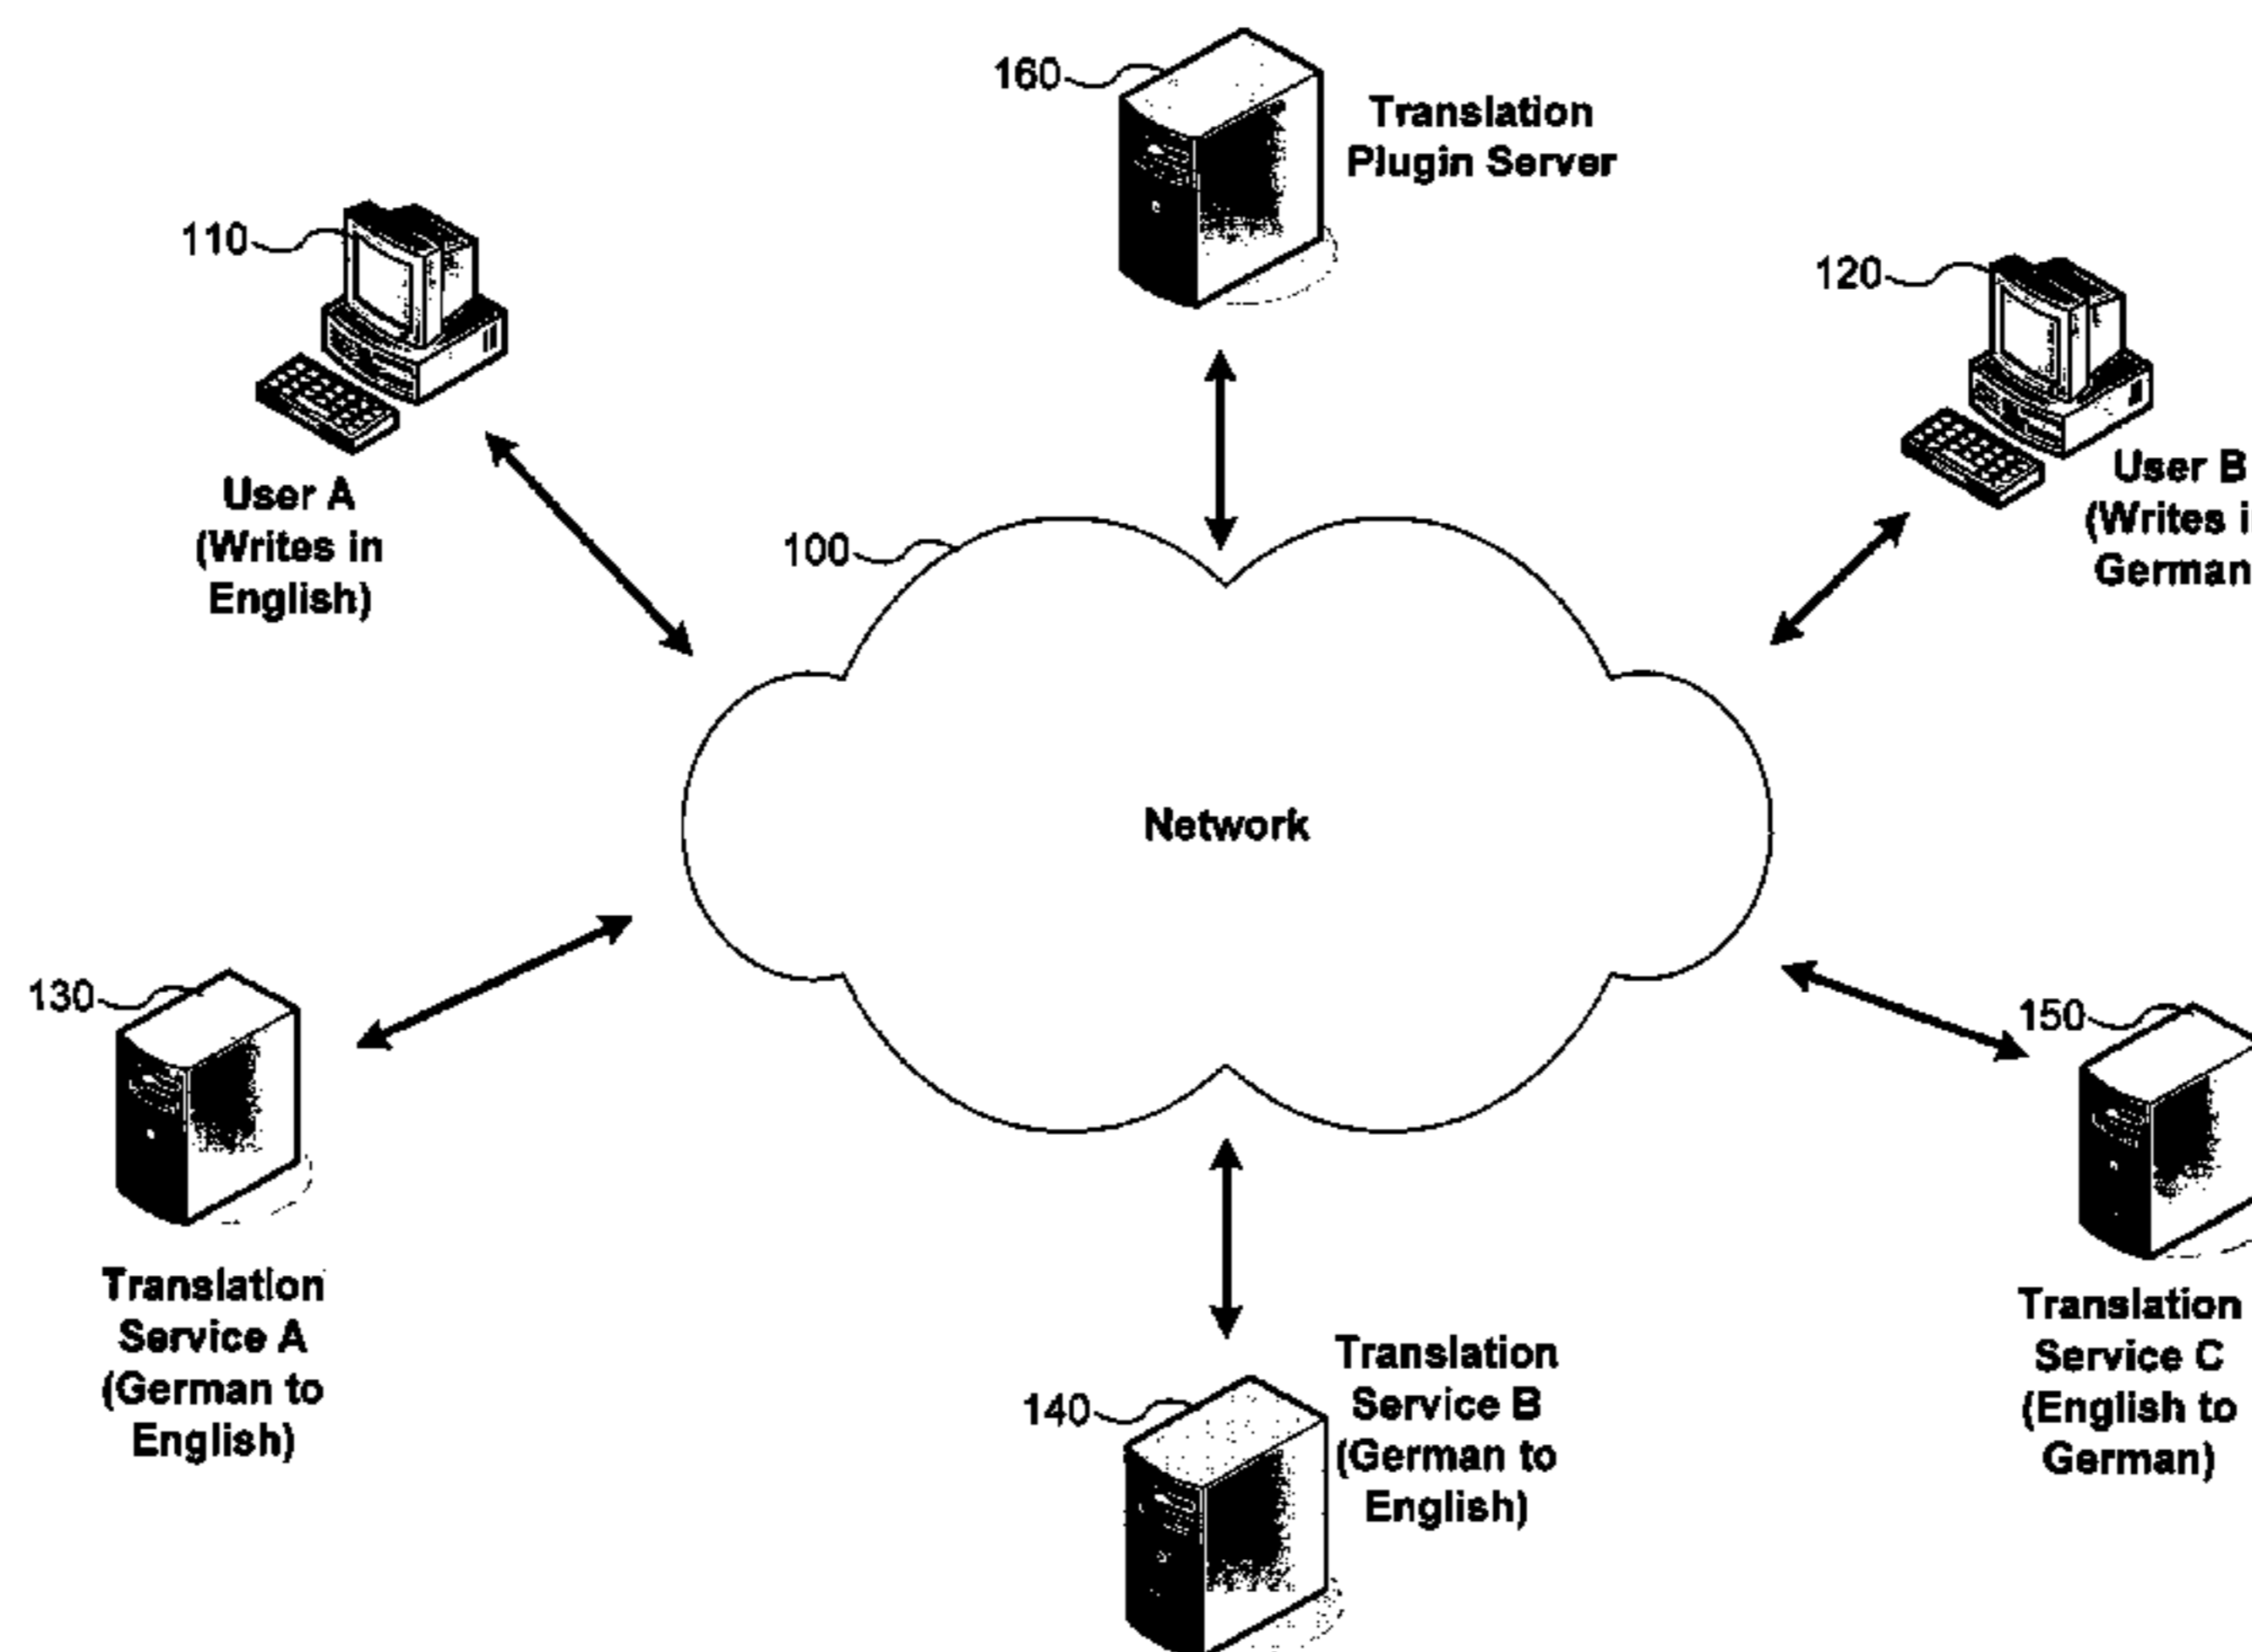 160
Translation
Plugin Server
110
120
User A
(Writes in
English)
User B
(Writes i
German
100
Network
130
150
Translation
Service A
(German to
English)
Translation
Service B
(German to
English)
140
Translation
Service C
(English to
German)